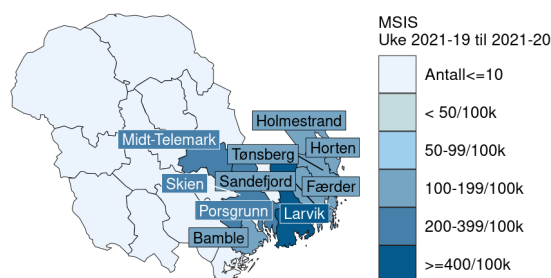 MSIS
Uke 2021-19 til 2021-20
Antall<=10
< 50/100k
50-99/100k
100-199/100k
200-399/100k
>=400/100k
Holmestrand
Midt-Telemark
Horten
Tønsberg
Skien
Sandefjord
Færder
Porsgrunn
Larvik
Bamble